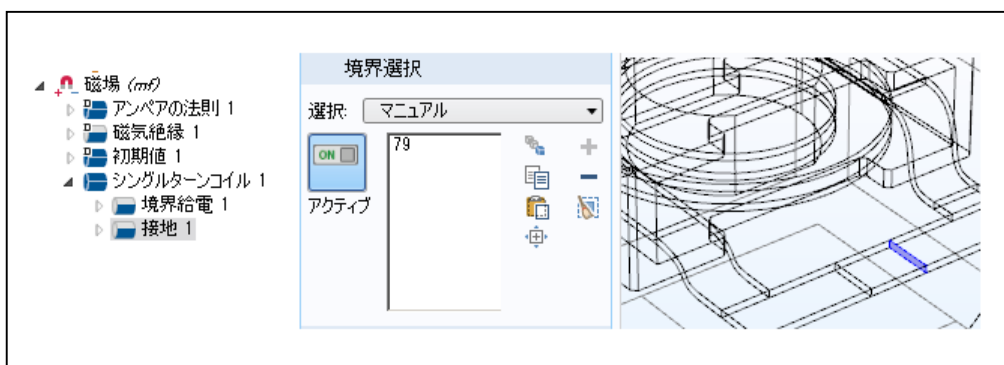 磁場 (mf)
アンペアの法則 1
磁気絶縁 1
初期値 1
シングルターンコイル 1
境界給電 1
接地 1
境界選択
選択: マニュアル
ON
79
アクティブ